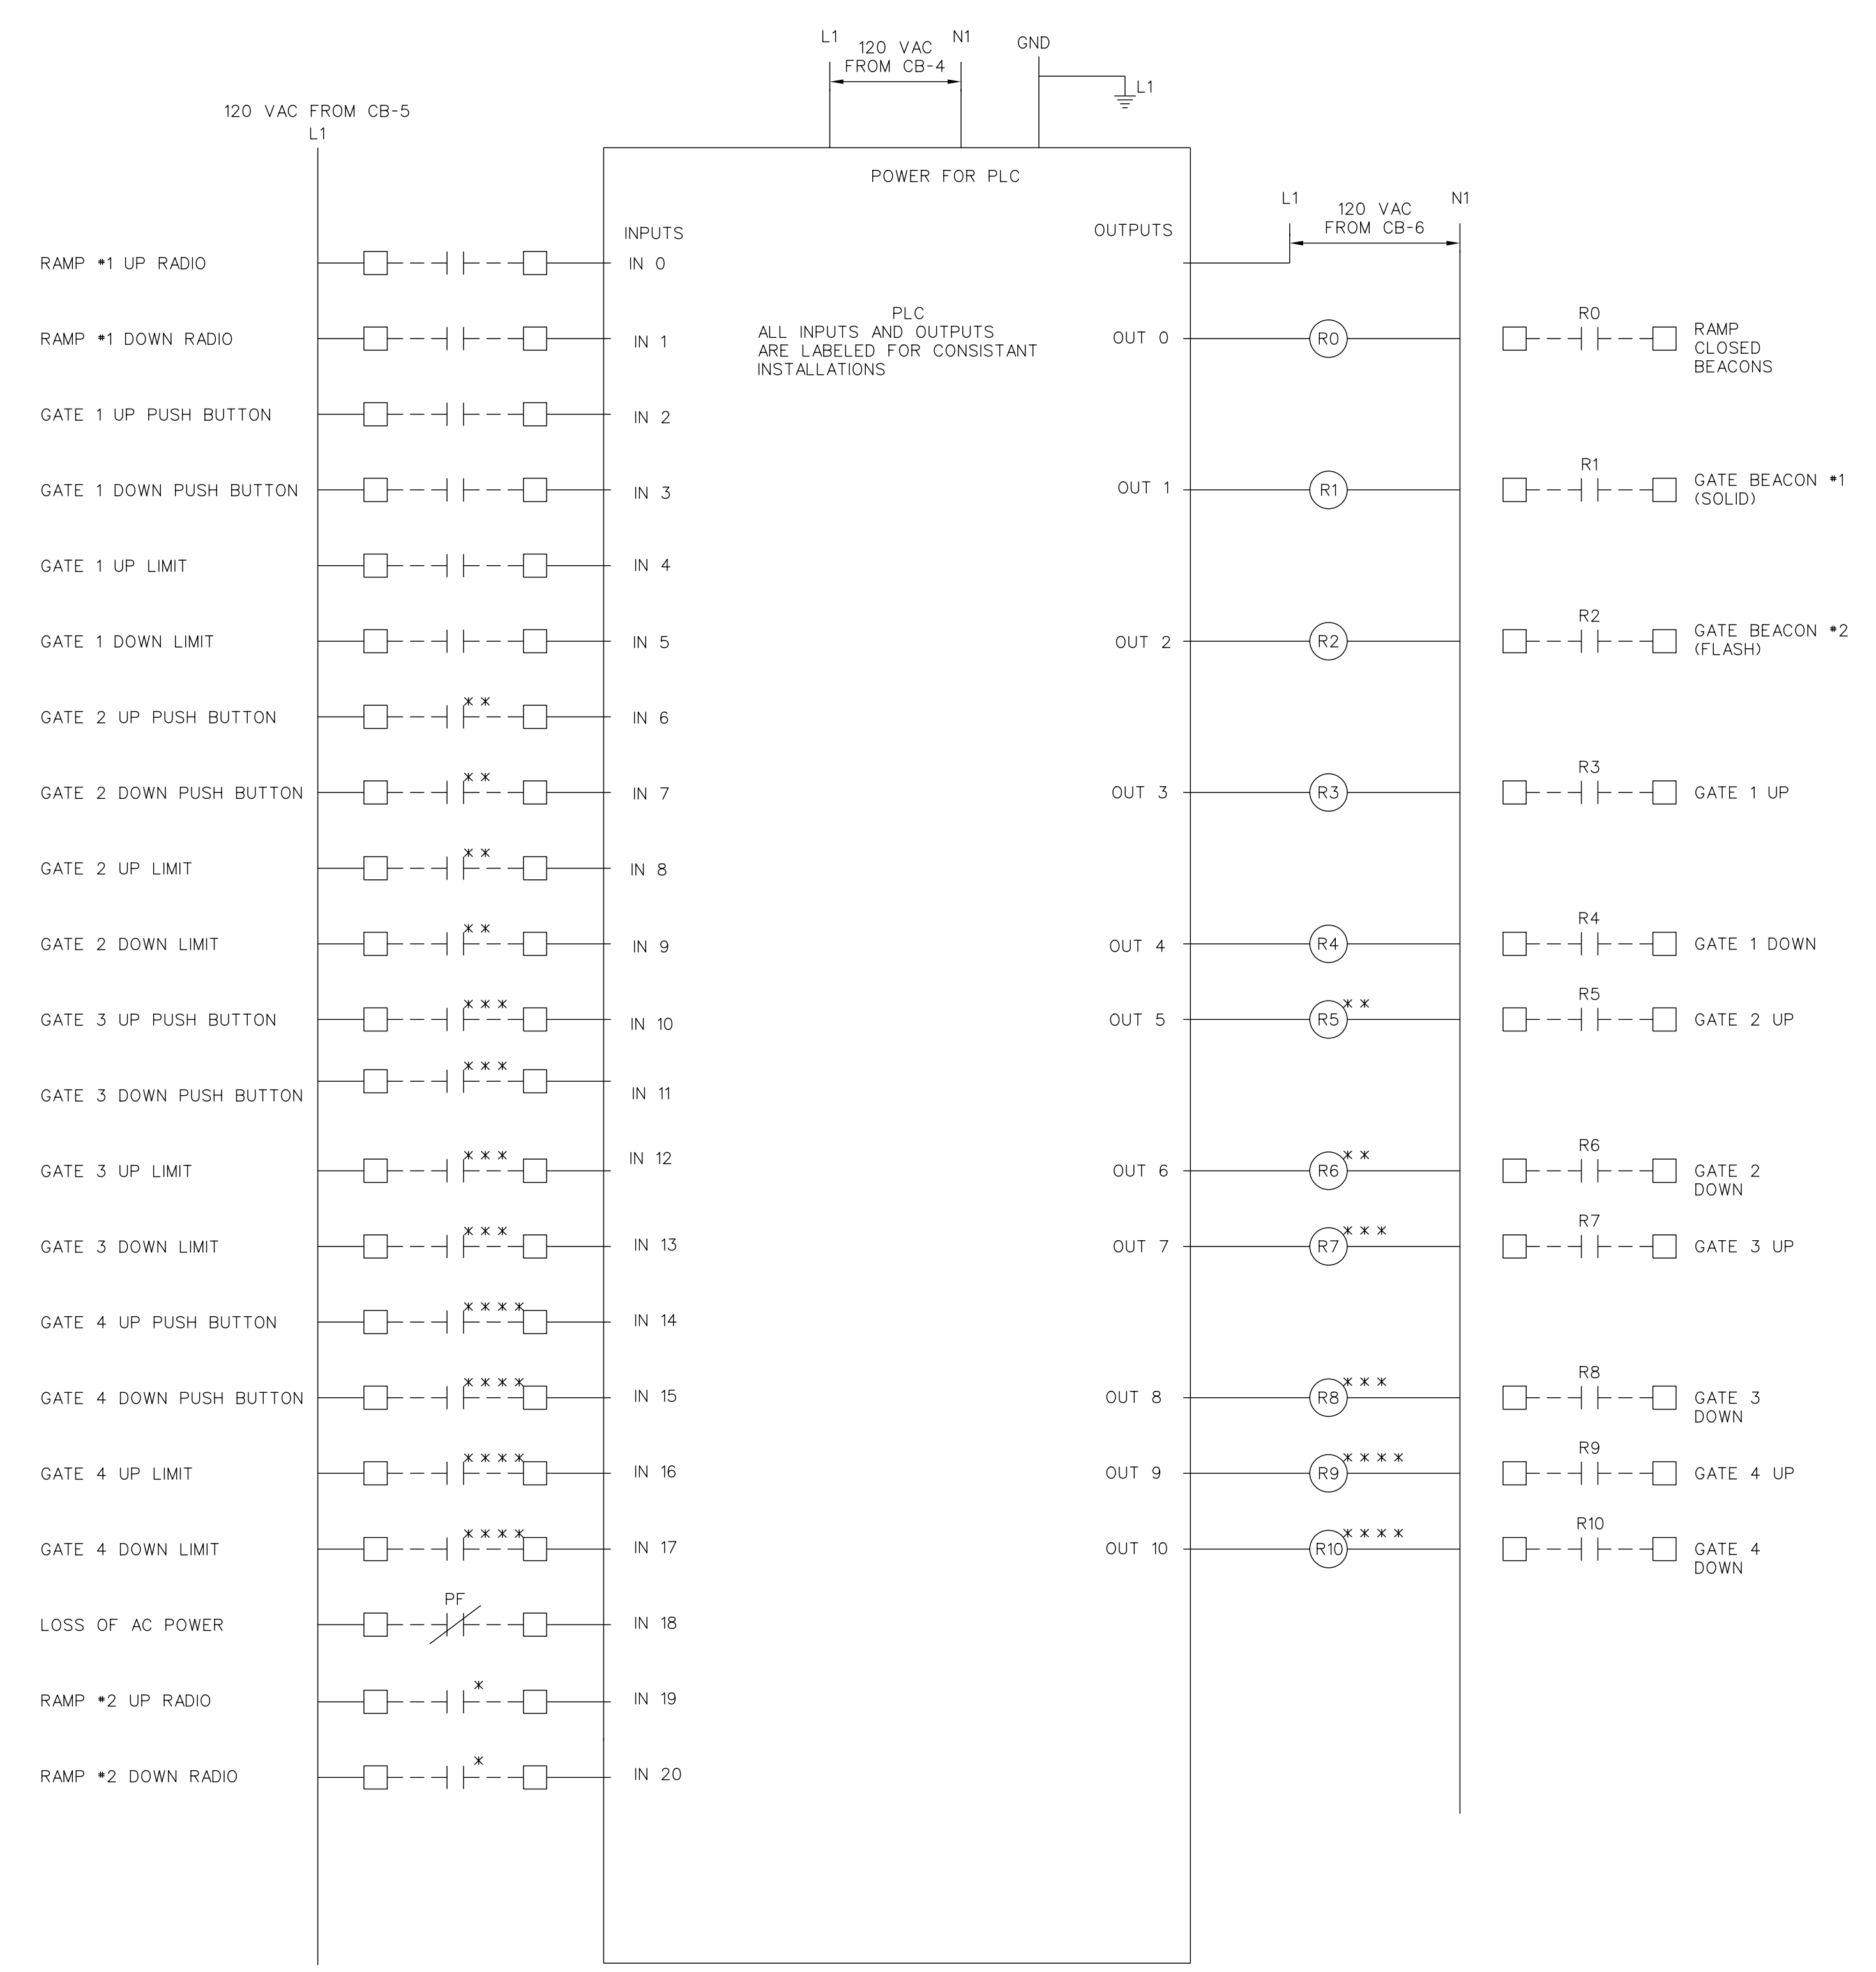 L1
120 VAC
FROM CB-4
N1
GND
L1
120 VAC FROM CB-5
L1
POWER FOR PLC
INPUTS
OUTPUTS
L1
120 VAC
FROM CB-6
N1
PLC
ALL INPUTS AND OUTPUTS
ARE LABELED FOR CONSISTANT
INSTALLATIONS
RAMP #1 UP RADIO
IN 0
RAMP #1 DOWN RADIO
IN 1
GATE 1 UP PUSH BUTTON
IN 2
GATE 1 DOWN PUSH BUTTON
IN 3
GATE 1 UP LIMIT
IN 4
GATE 1 DOWN LIMIT
IN 5
GATE 2 UP PUSH BUTTON
**
IN 6
GATE 2 DOWN PUSH BUTTON
**
IN 7
GATE 2 UP LIMIT
**
IN 8
GATE 2 DOWN LIMIT
**
IN 9
GATE 3 UP PUSH BUTTON
***
IN 10
GATE 3 DOWN PUSH BUTTON
***
IN 11
GATE 3 UP LIMIT
***
IN 12
GATE 3 DOWN LIMIT
***
IN 13
GATE 4 UP PUSH BUTTON
****
IN 14
GATE 4 DOWN PUSH BUTTON
****
IN 15
GATE 4 UP LIMIT
****
IN 16
GATE 4 DOWN LIMIT
****
IN 17
LOSS OF AC POWER
PF
IN 18
RAMP #2 UP RADIO
*
IN 19
RAMP #2 DOWN RADIO
*
IN 20
OUT 0
R0
R0
RAMP
CLOSED
BEACONS
OUT 1
R1
R1
GATE BEACON #1
(SOLID)
OUT 2
R2
R2
GATE BEACON #2
(FLASH)
OUT 3
R3
R3
GATE 1 UP
OUT 4
R4
R4
GATE 1 DOWN
OUT 5
R5
**
R5
GATE 2 UP
OUT 6
R6
**
R6
GATE 2
DOWN
OUT 7
R7
***
R7
GATE 3 UP
OUT 8
R8
***
R8
GATE 3
DOWN
OUT 9
R9
****
R9
GATE 4 UP
OUT 10
R10
****
R10
GATE 4
DOWN